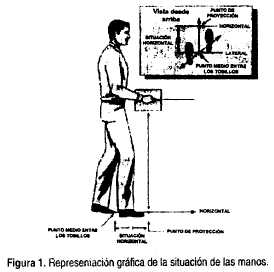 Vista desde
arriba
PUNTO DE
PROYECCIÓN
HORIZONTAL
SITUACIÓN
HORIZONTAL
LATERAL
PUNTO MEDIO ENTRE
LOS TOBILLOS
HORIZONTAL
PUNTO MEDIO ENTRE
LOS TOBILLOS
SITUACIÓN
HORIZONTAL
PUNTO DE PROYECCIÓN
Figura 1. Representación gráfica de la situación de las manos.